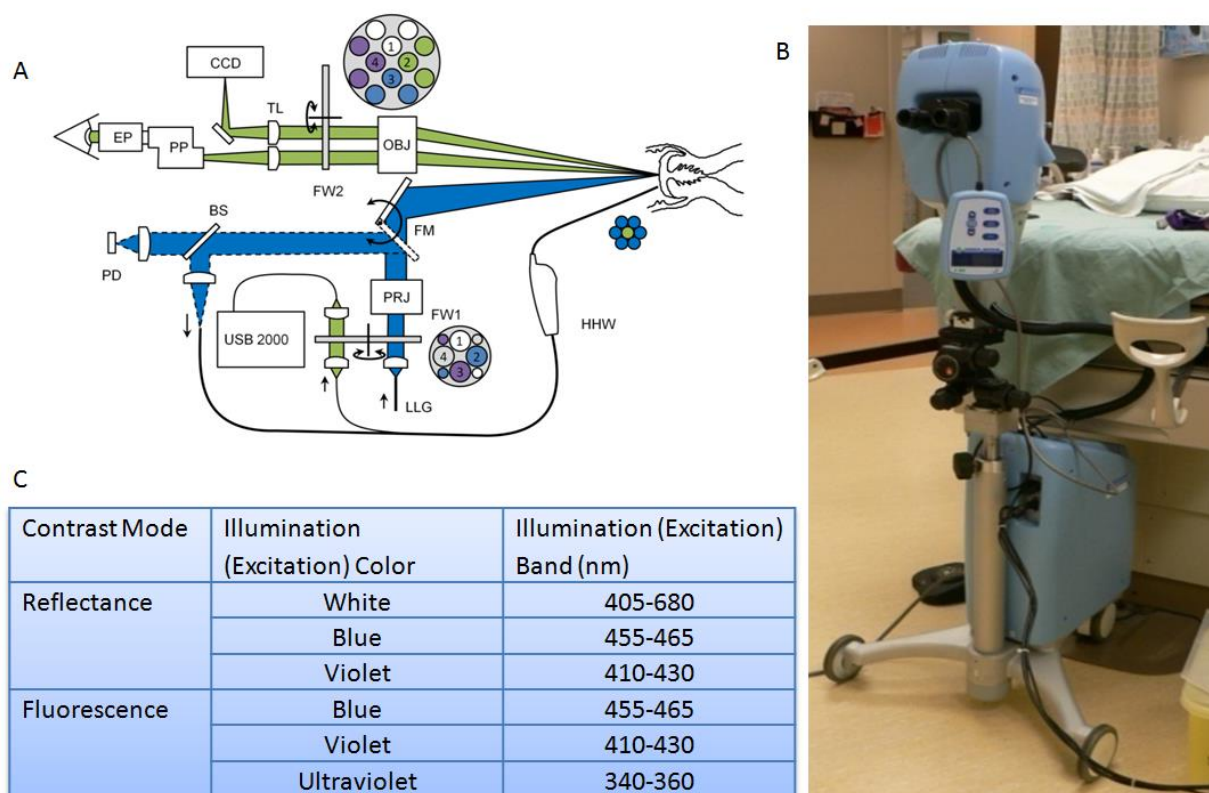 A
CCD
TL
EP
PP
OBJ
1
4
2
3
FW2
BS
FM
PD
PRJ
FW1
USB 2000
1
4
2
3
HHW
LLG
B
C
Contrast Mode
Illumination
(Excitation) Color
Illumination (Excitation)
Band (nm)
Reflectance
White
405-680
Blue
455-465
Violet
410-430
Fluorescence
Blue
455-465
Violet
410-430
Ultraviolet
340-360